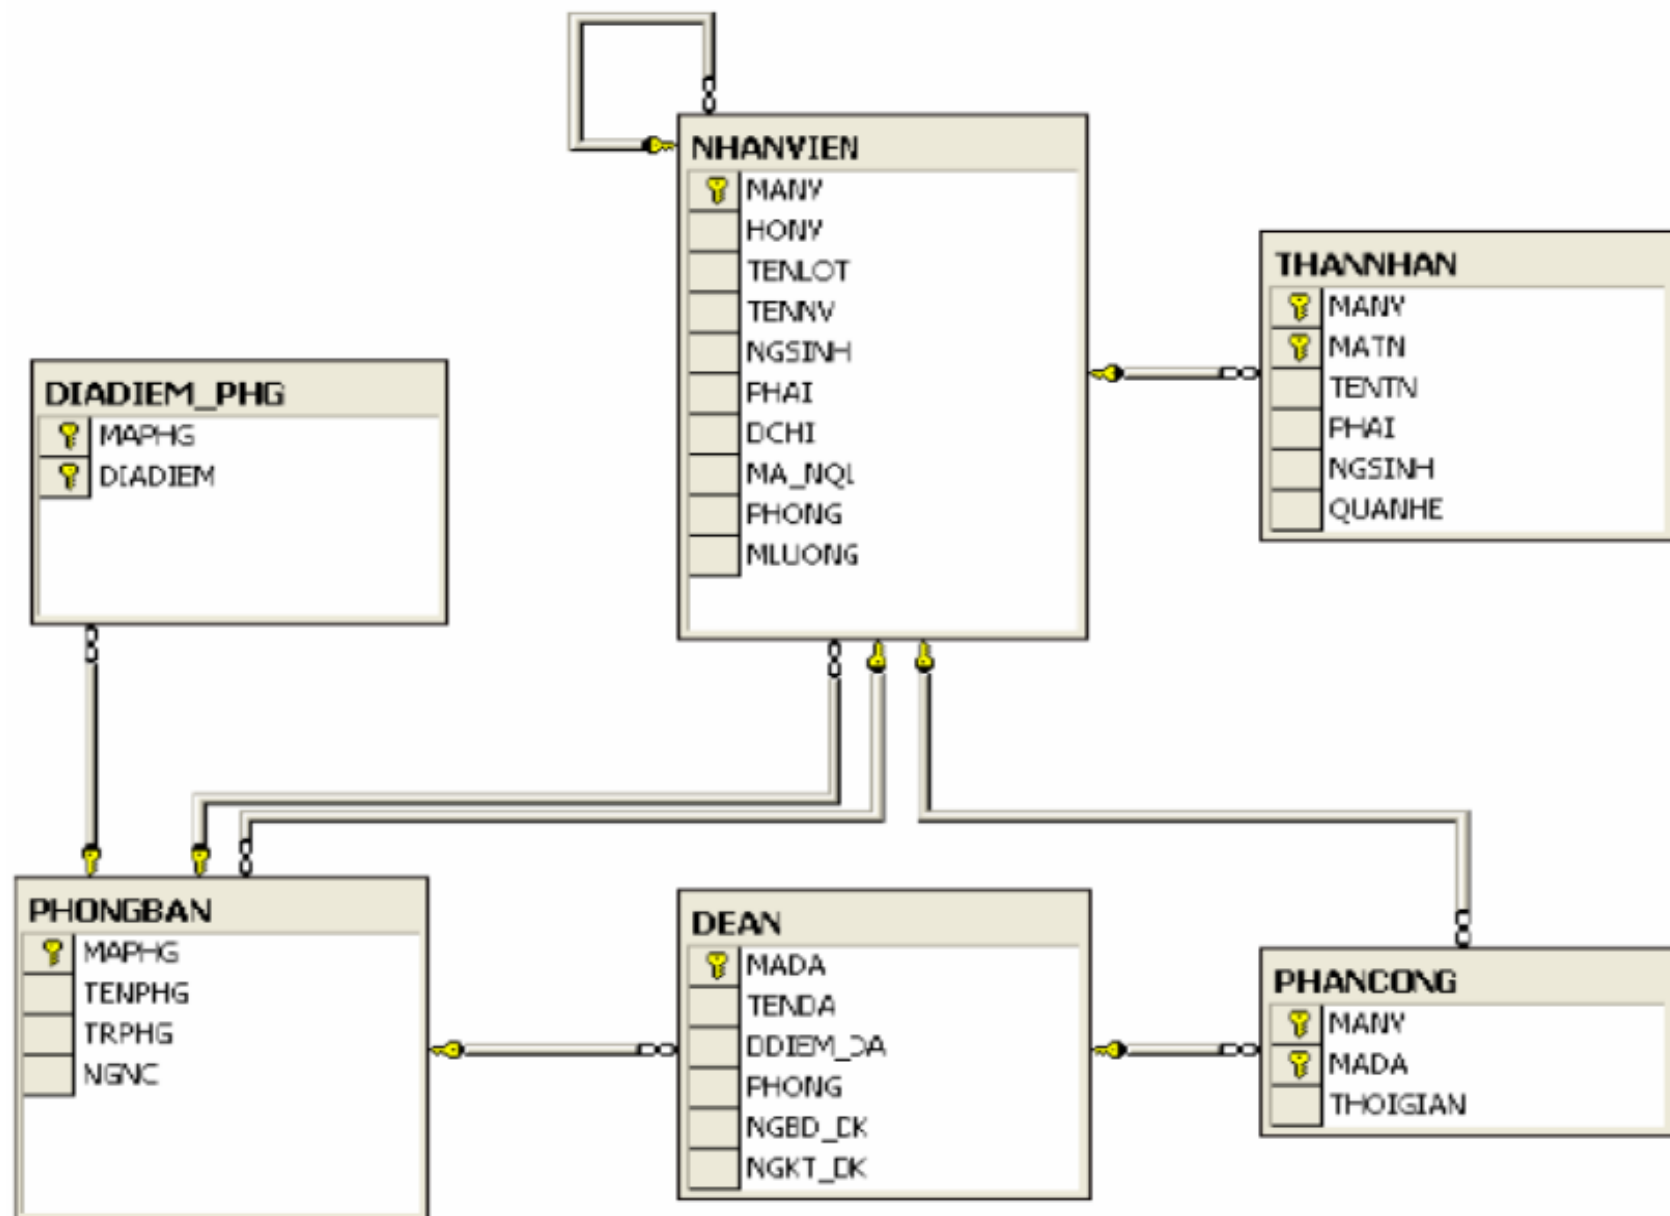 NHANVIEN
MANV
HONV
TENLOT
TENNV
NGSINH
PHAI
DCHI
MA_NQL
PHONG
MLUONG
THANNHAN
MANV
MATN
TENTN
PHAI
NGSINH
QUANHE
DIADIEM_PHG
MAPHG
DIADIEM
PHONGBAN
MAPHG
TENPHG
TRPHG
NGNC
DEAN
MADA
TENDA
DDIEM_DA
PHONG
NGBD_DK
NGKT_DK
PHANCONG
MANV
MADA
THOIGIAN